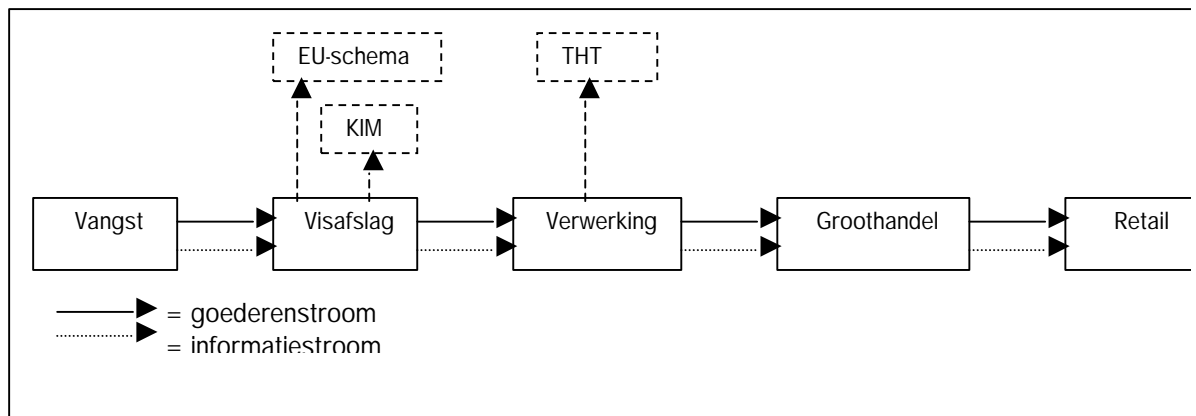 EU-schema
THT
KIM
Vangst
Visafslag
Verwerking
Groothandel
Retail
= goederenstroom
= informatiestroom